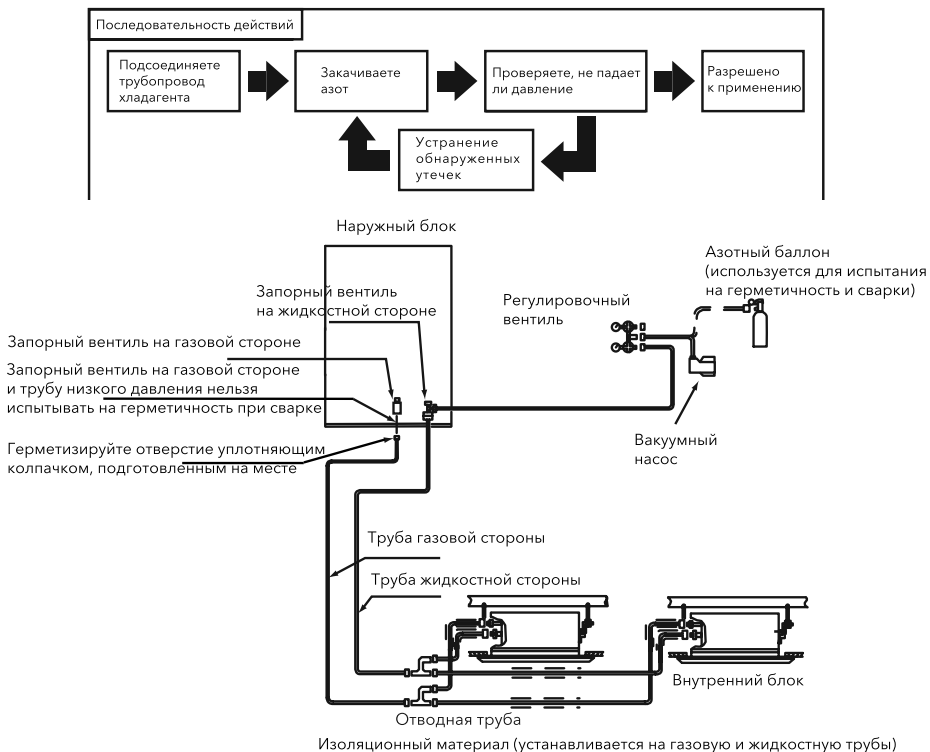 Последовательность действий
Подсоединяете
трубопровод
хладагента
Закачиваете
азот
Проверяете, не падает
ли давление
Разрешено
к применению
Устранение
обнаруженных
утечек
Наружный блок
Азотный баллон
(используется для испытания
на герметичность и сварки)
Запорный вентиль
на жидкостной стороне
Регулировочный
вентиль
Запорный вентиль на газовой стороне
Запорный вентиль на газовой стороне
и трубу низкого давления нельзя
испытывать на герметичность при сварке
Вакуумный
насос
Герметизируйте отверстие уплотняющим
колпачком, подготовленным на месте
Труба газовой стороны
Труба жидкостной стороны
Внутренний блок
Отводная труба
Изоляционный материал (устанавливается на газовую и жидкостную трубы)